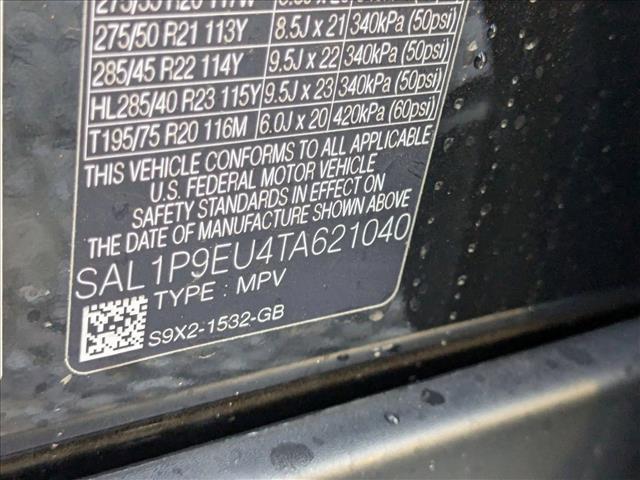 275/50 R21 113Y 8.5J x 21 340kPa (50psi)
285/45 R22 114Y 9.5J x 22 340kPa (50psi)
HL285/40 R23 115Y 9.5J x 23 340kPa (50psi)
T195/75 R20 116M 6.0J x 20 420kPa (60psi)
THIS VEHICLE CONFORMS TO ALL APPLICABLE
U.S. FEDERAL MOTOR VEHICLE
SAFETY STANDARDS IN EFFECT ON
THE DATE OF MANUFACTURE SHOWN ABOVE
SAL1P9EU4TA621040
TYPE : MPV
S9X2-1532-GB